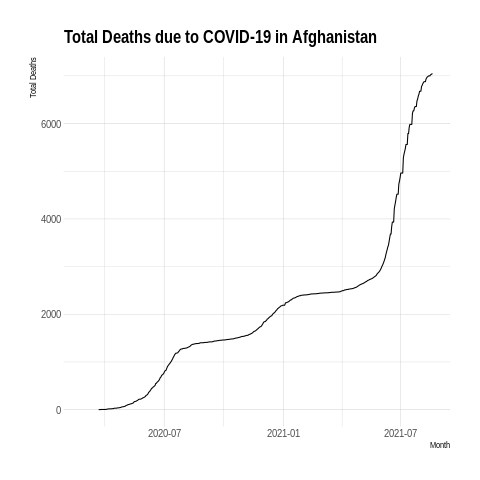 Total Deaths due to COVID-19 in Afghanistan
Total Deaths
6000
4000
2000
0
2020-07 2021-01 2021-07
Month